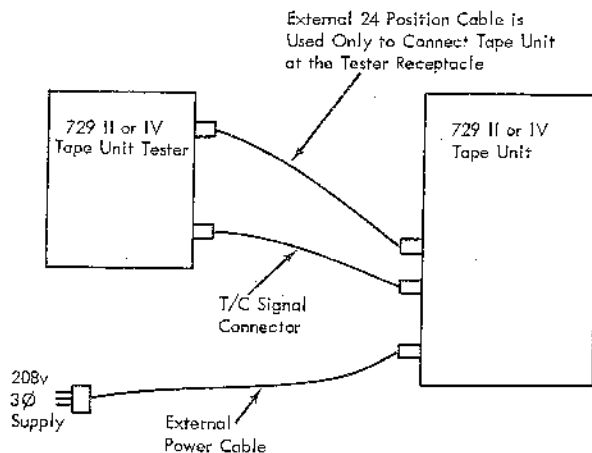 External 24 Position Cable is
Used Only to Connect Tape Unit
at the Tester Receptacle
729 II or IV
Tape Unit Tester
729 II or IV
Tape Unit
T/C Signal
Connector
208v
3Ø
Supply
External
Power Cable